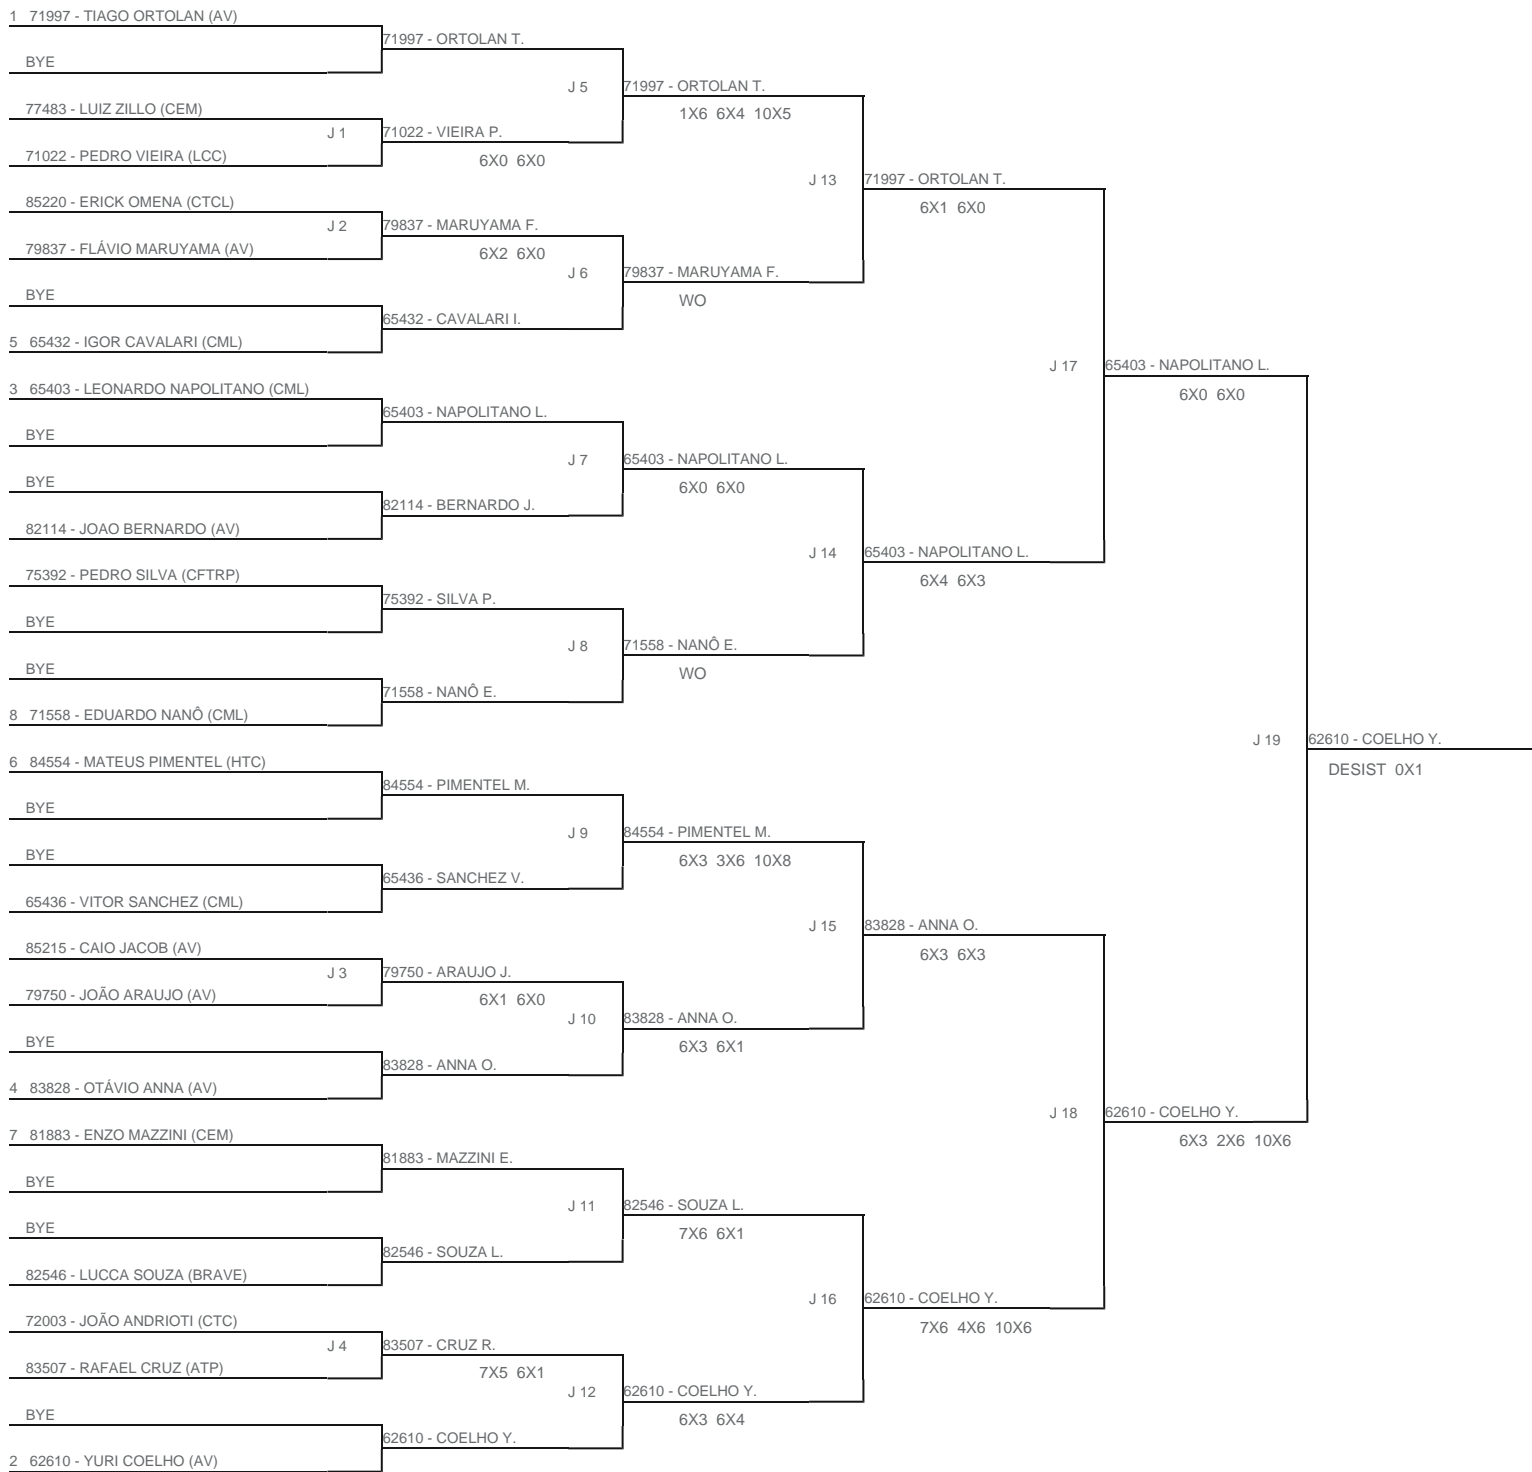 1 71997 - TIAGO ORTOLAN (AV)
71997 - ORTOLAN T.
BYE
J 5 71997 - ORTOLAN T.
77483 - LUIZ ZILLO (CEM)
1X6 6X4 10X5
J 1 71022 - VIEIRA P.
71022 - PEDRO VIEIRA (LCC)
6X0 6X0
J 13 71997 - ORTOLAN T.
85220 - ERICK OMENA (CTCL)
6X1 6X0
J 2 79837 - MARUYAMA F.
79837 - FLÁVIO MARUYAMA (AV)
6X2 6X0
J 6 79837 - MARUYAMA F.
BYE
WO
65432 - CAVALARI I.
5 65432 - IGOR CAVALARI (CML)
J 17 65403 - NAPOLITANO L.
3 65403 - LEONARDO NAPOLITANO (CML)
6X0 6X0
65403 - NAPOLITANO L.
BYE
J 7 65403 - NAPOLITANO L.
BYE
6X0 6X0
82114 - BERNARDO J.
82114 - JOAO BERNARDO (AV)
J 14 65403 - NAPOLITANO L.
75392 - PEDRO SILVA (CFTRP)
6X4 6X3
75392 - SILVA P.
BYE
J 8 71558 - NANÔ E.
BYE
WO
71558 - NANÔ E.
8 71558 - EDUARDO NANÔ (CML)
J 19 62610 - COELHO Y.
6 84554 - MATEUS PIMENTEL (HTC)
DESIST 0X1
84554 - PIMENTEL M.
BYE
J 9 84554 - PIMENTEL M.
BYE
6X3 3X6 10X8
65436 - SANCHEZ V.
65436 - VITOR SANCHEZ (CML)
J 15 83828 - ANNA O.
85215 - CAIO JACOB (AV)
6X3 6X3
J 3 79750 - ARAUJO J.
79750 - JOÃO ARAUJO (AV)
6X1 6X0
J 10 83828 - ANNA O.
BYE
6X3 6X1
83828 - ANNA O.
4 83828 - OTÁVIO ANNA (AV)
J 18 62610 - COELHO Y.
7 81883 - ENZO MAZZINI (CEM)
6X3 2X6 10X6
81883 - MAZZINI E.
BYE
J 11 82546 - SOUZA L.
BYE
7X6 6X1
82546 - SOUZA L.
82546 - LUCCA SOUZA (BRAVE)
J 16 62610 - COELHO Y.
72003 - JOÃO ANDRIOTI (CTC)
7X6 4X6 10X6
J 4 83507 - CRUZ R.
83507 - RAFAEL CRUZ (ATP)
7X5 6X1
J 12 62610 - COELHO Y.
BYE
6X3 6X4
62610 - COELHO Y.
2 62610 - YURI COELHO (AV)